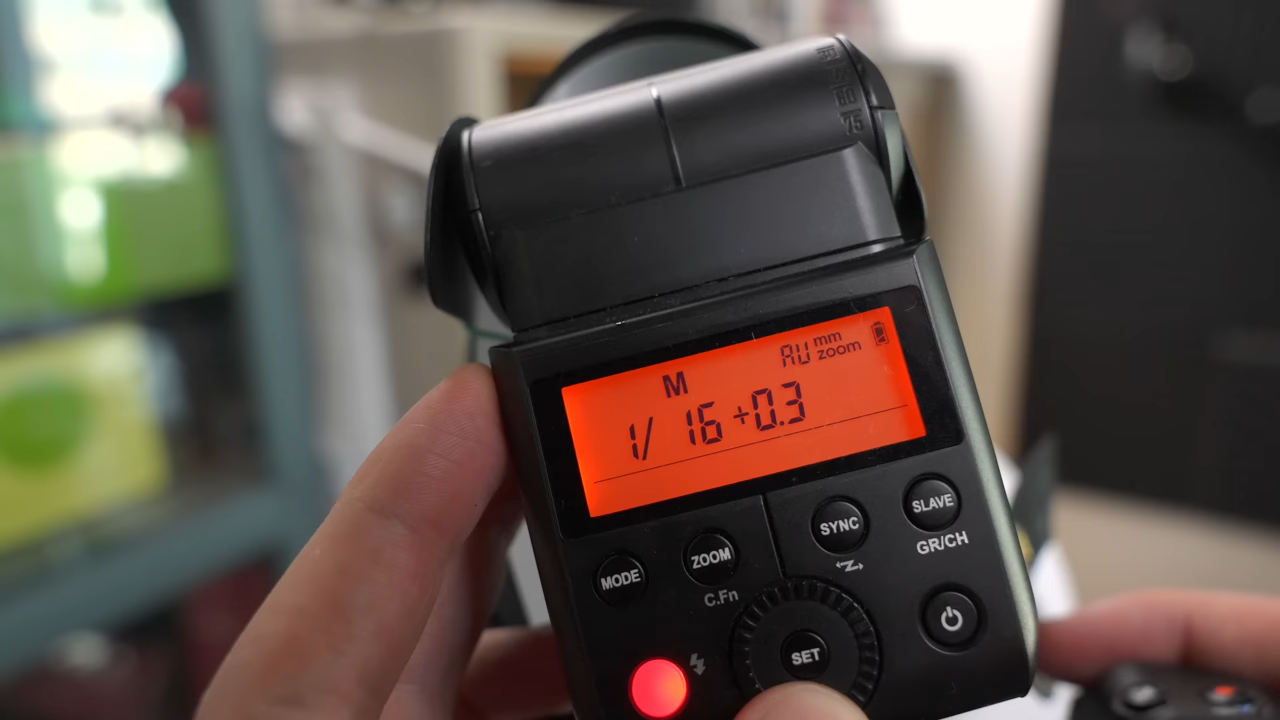 60
75
AU mm zoom
M
1/ 16 +0.3
MODE
ZOOM
C.Fn
SYNC
SLAVE
GR/CH
SET